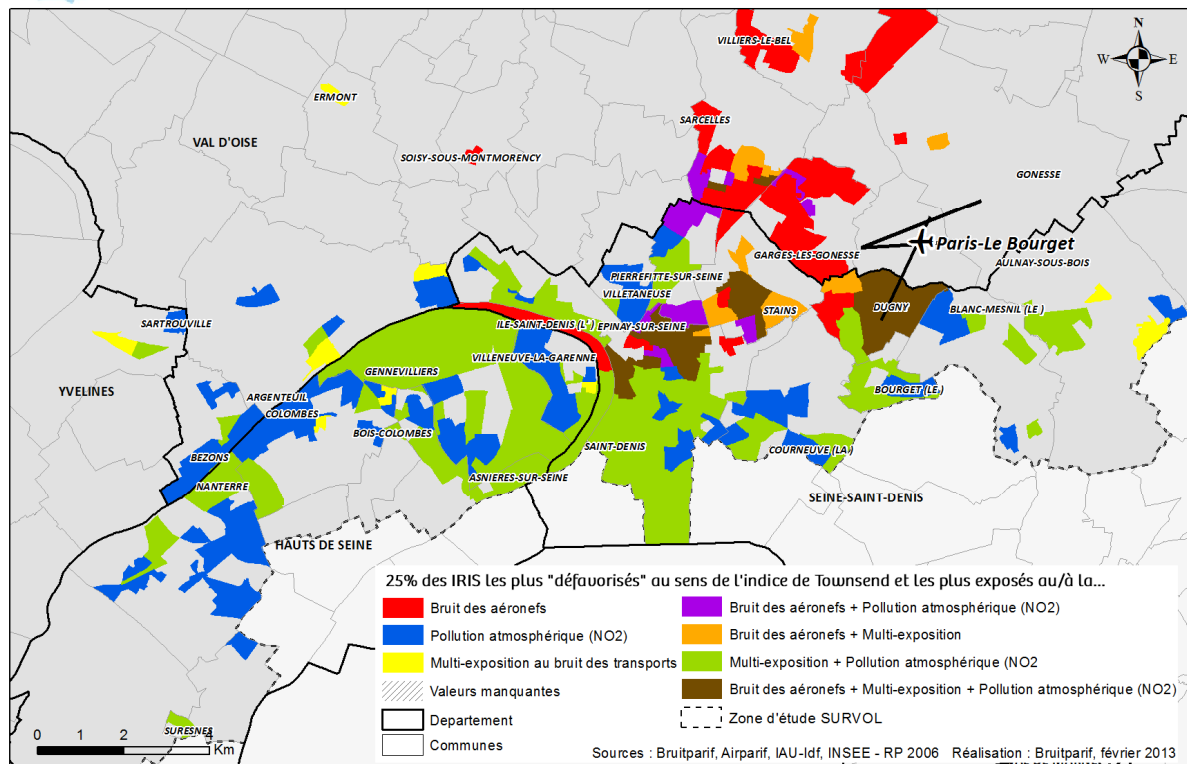 VILLIERS-LE-BEL
N
W
E
S
ERMONT
SARCELLES
VAL D'OISE
SOISY-SOUS-MONTMORENCY
GONESSE
Paris-Le Bourget
GARGES-LES-GONESSE
AULNAY-SOUS-BOIS
PIERREFITTE-SUR-SEINE
VILLETANEUSE
DUGNY
STAINS
BLANC-MESNIL (LE )
SARTROUVILLE
ILE-SAINT-DENIS (L' )
EPINAY-SUR-SEINE
VILLENEUVE-LA-GARENNE
GENNEVILLIERS
YVELINES
ARGENTEUIL
BOURGET (LE )
COLOMBES
BOIS-COLOMBES
SAINT-DENIS
COURNEUVE (LA )
BEZONS
ASNIERES-SUR-SEINE
NANTERRE
SEINE-SAINT-DENIS
HAUTS DE SEINE
25% des IRIS les plus "défavorisés" au sens de l'indice de Townsend et les plus exposés au/à la...
Bruit des aéronefs
Bruit des aéronefs + Pollution atmosphérique (NO2)
Pollution atmosphérique (NO2)
Bruit des aéronefs + Multi-exposition
Multi-exposition au bruit des transports
Multi-exposition + Pollution atmosphérique (NO2
Valeurs manquantes
Bruit des aéronefs + Multi-exposition + Pollution atmosphérique (NO2)
Departement
Zone d'étude SURVOL
Communes
SURESNES
0 1 2 4
Km
Sources : Bruitparif, Airparif, IAU-Idf, INSEE - RP 2006 Réalisation : Bruitparif, février 2013